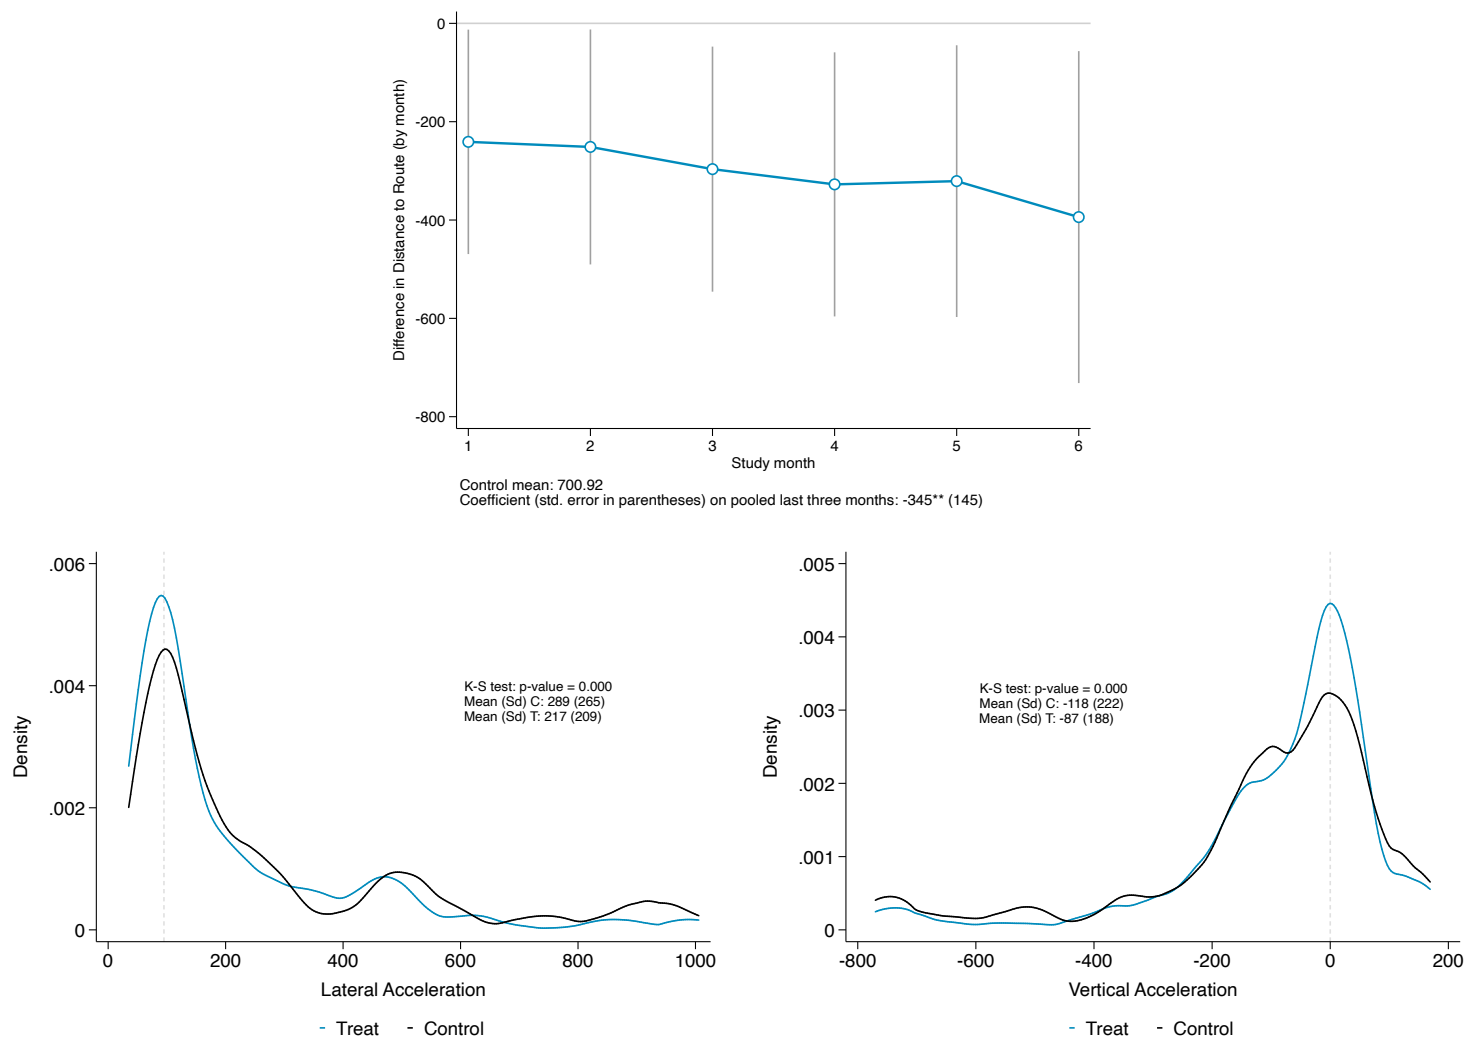 Difference in Distance to Route (by month)
0
-200
-400
-600
-800
1 2 3 4 5 6
Study month
Control mean: 700.92
Coefficient (std. error in parentheses) on pooled last three months: -345** (145)
Density
.006
.004
.002
0
K-S test: p-value = 0.000
Mean (Sd) C: 289 (265)
Mean (Sd) T: 217 (209)
0 200 400 600 800 1000
Lateral Acceleration
Treat Control
Density
.005
.004
.003
.002
.001
0
K-S test: p-value = 0.000
Mean (Sd) C: -118 (222)
Mean (Sd) T: -87 (188)
-800 -600 -400 -200 0 200
Vertical Acceleration
Treat Control